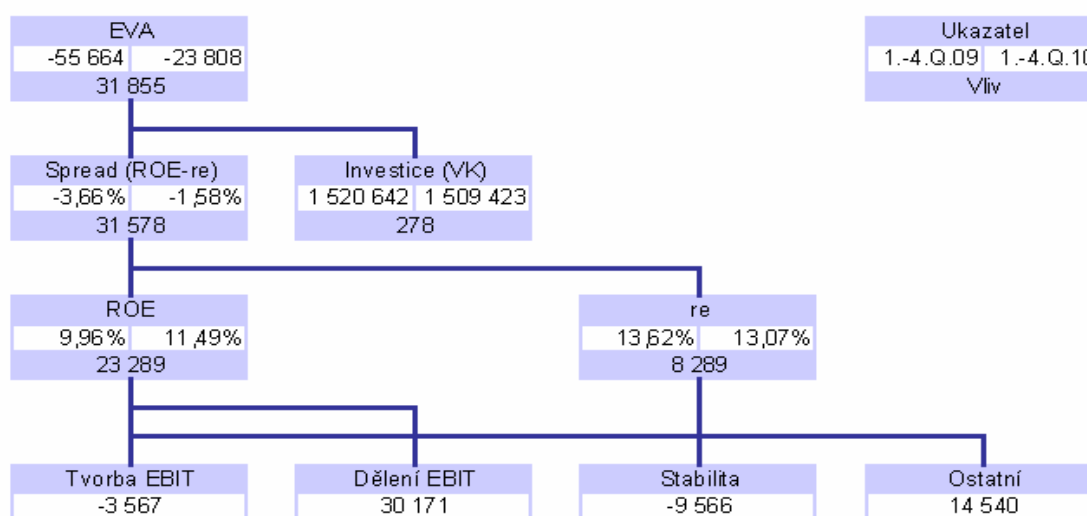 EVA
-55 664 -23 808
31 855
Ukazatel
1.-4.Q.09 1.-4.Q.10
Vliv
Spread (ROE-re)
-3,66% -1,58%
31 578
Investice (VK)
1 520 642 1 509 423
278
ROE
9,96% 11,49%
23 289
re
13,62% 13,07%
8 289
Tvorba EBIT
-3 567
Dělení EBIT
30 171
Stabilita
-9 566
Ostatní
14 540